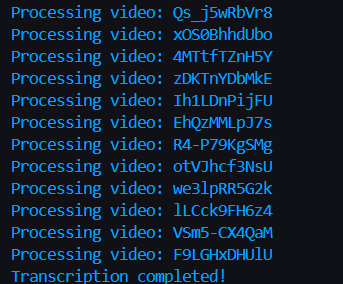 Processing video: Qs_j5wRbVr8
Processing video: xOS0BhhdUbo
Processing video: 4MTtfTZnH5Y
Processing video: zDKTnYDbMkE
Processing video: Ih1LDnPijFU
Processing video: EhQzMMLpJ7s
Processing video: R4-P79KgSMg
Processing video: otVJhcf3NsU
Processing video: we3lpRR5G2k
Processing video: lLCck9FH6z4
Processing video: VSm5-CX4QaM
Processing video: F9LGHxDHUlU
Transcription completed!